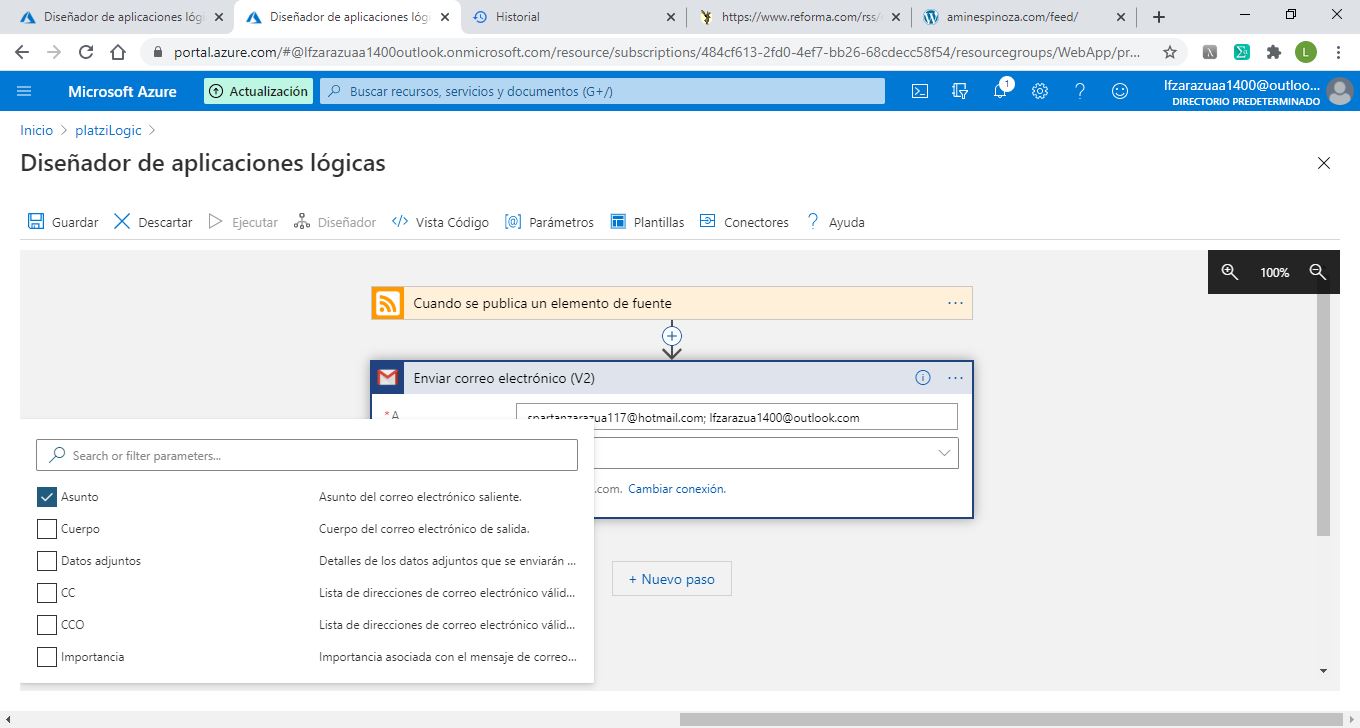 Diseñador de aplicaciones lógi
Diseñador de aplicaciones lógi
Historial
https://www.reforma.com/rss/
aminespinoza.com/feed/
portal.azure.com/#@lfzarazuaa1400outlook.onmicrosoft.com/resource/subscriptions/484cf613-2fd0-4ef7-bb26-68cdecc58f54/resourcegroups/WebApp/pr...
L
Microsoft Azure
Actualización
Buscar recursos, servicios y documentos (G+/)
1
lfzarazuaa1400@outloo...
DIRECTORIO PREDETERMINADO
Inicio > platziLogic >
Diseñador de aplicaciones lógicas
Guardar
Descartar
Ejecutar
Diseñador
Vista Código
Parámetros
Plantillas
Conectores
Ayuda
100%
Cuando se publica un elemento de fuente
Enviar correo electrónico (V2)
* A
spartanzarazua117@hotmail.com; lfzarazua1400@outlook.com
Search or filter parameters...
.com. Cambiar conexión.
Asunto
Asunto del correo electrónico saliente.
Cuerpo
Cuerpo del correo electrónico de salida.
Datos adjuntos
Detalles de los datos adjuntos que se enviarán ...
CC
Lista de direcciones de correo electrónico válid...
CCO
Lista de direcciones de correo electrónico válid...
Importancia
Importancia asociada con el mensaje de correo...
+ Nuevo paso